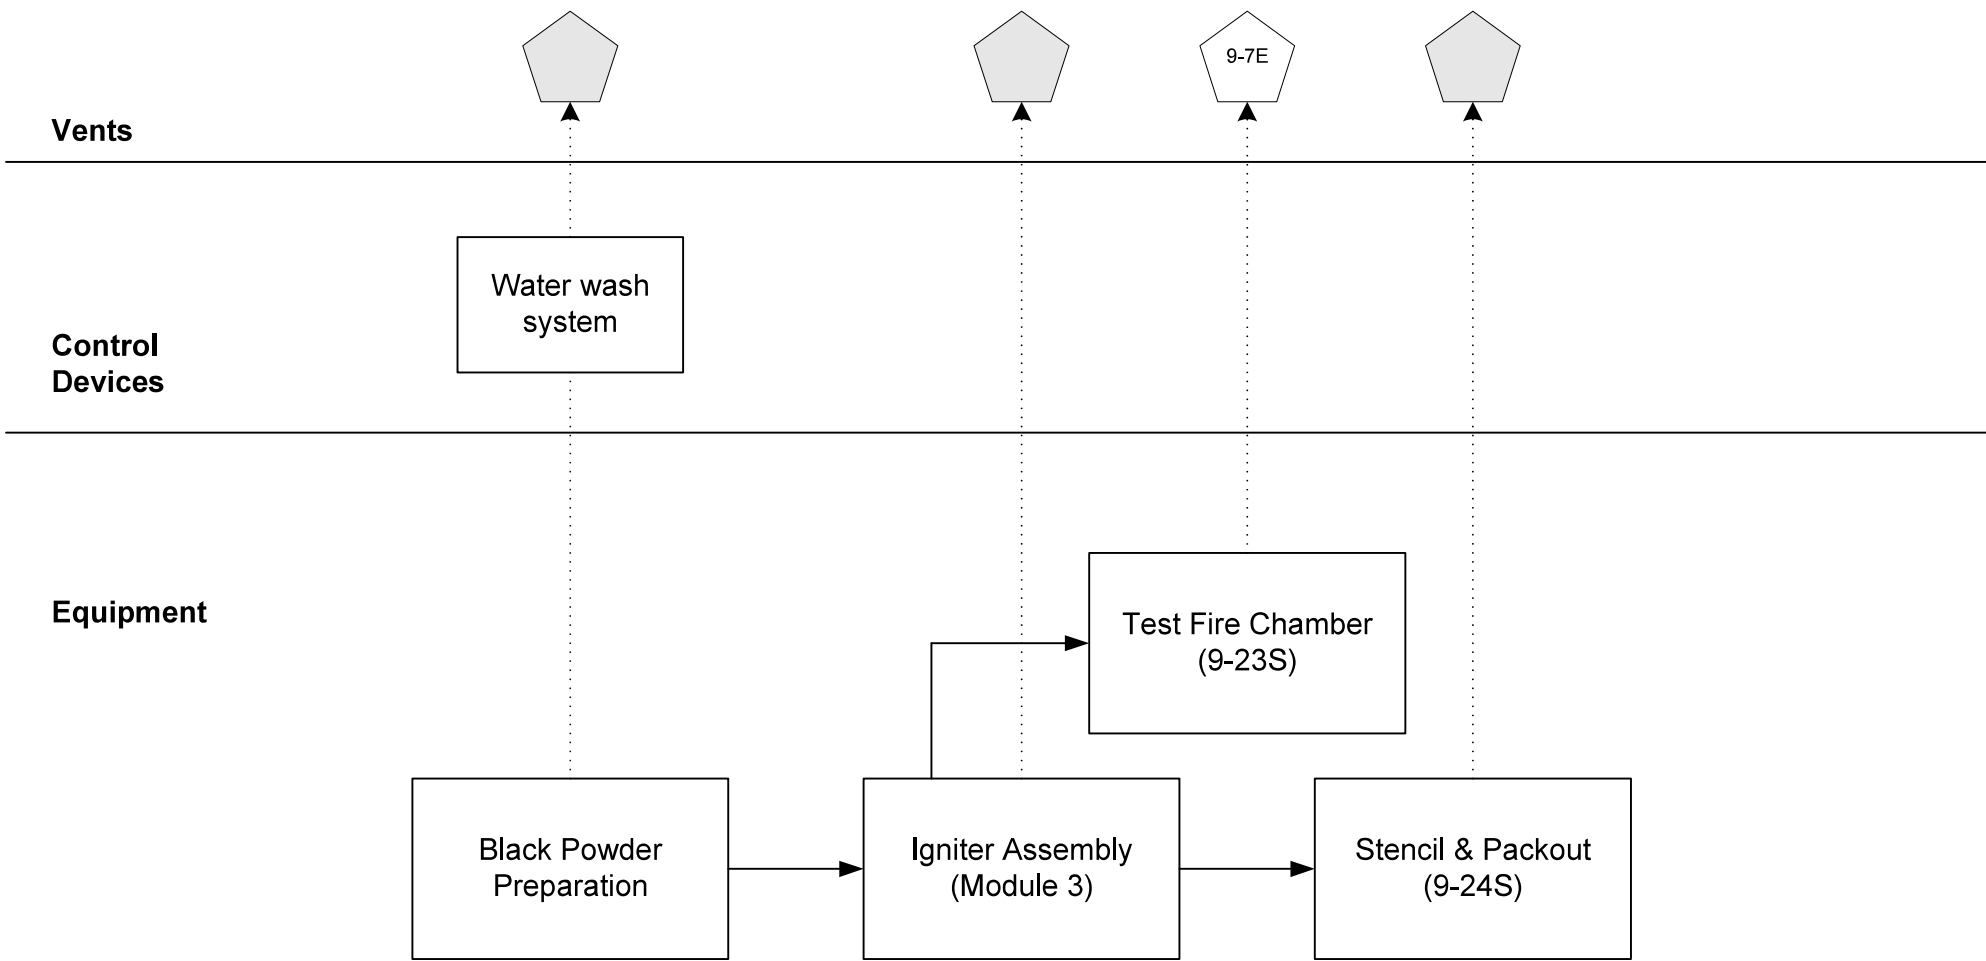 9-7E
Vents
Water wash
system
Control
Devices
Equipment
Test Fire Chamber
(9-23S)
Black Powder
Preparation
Igniter Assembly
(Module 3)
Stencil & Packout
(9-24S)